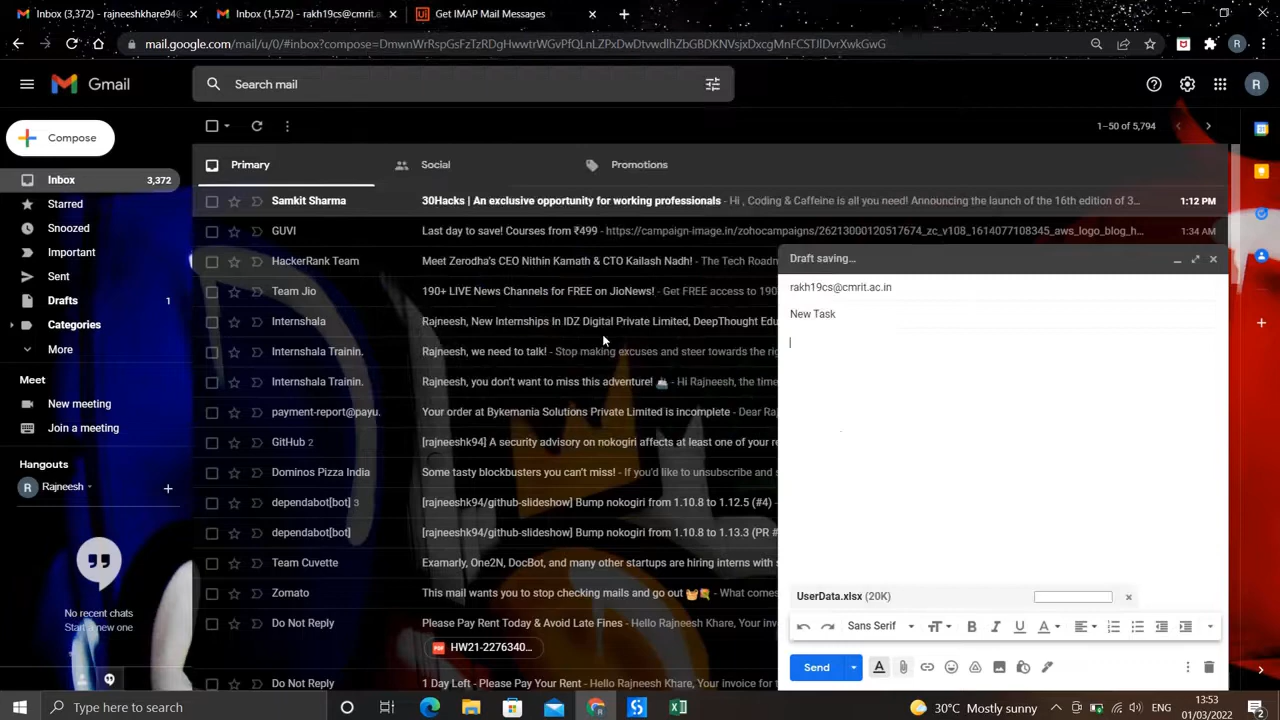 Inbox (3,372) - rajneeshkhare94@
Inbox (1,572) - rakh19cs@cmrit.a
Get IMAP Mail Messages
mail.google.com/mail/u/0/#inbox?compose=DmwnWrRspGsFzTzRDgHwwtrWGvPfQLnLZPxDwDtvwdlhZbGBDKNVsjxDxcgMnFCSTJlDvrXwkGwG
Gmail
Search mail
Compose
1–50 of 5,794
Primary
Social
Promotions
Inbox 3,372
Starred
Snoozed
Important
Sent
Drafts 1
Categories
More
Meet
New meeting
Join a meeting
Hangouts
Rajneesh
No recent chats
Start a new one
Samkit Sharma 30Hacks | An exclusive opportunity for working professionals - Hi , Coding & Caffeine is all you need! Announcing the launch of the 16th edition of 3… 1:12 PM
GUVI Last day to save! Courses from ₹499 - https://campaign-image.in/zohocampaigns/26213000120517674_zc_v108_1614077108345_aws_logo_blog_h… 1:34 AM
HackerRank Team Meet Zerodha's CEO Nithin Kamath & CTO Kailash Nadh! - The Tech Roadn
Team Jio 190+ LIVE News Channels for FREE on JioNews! - Get FREE access to 190
Internshala Rajneesh, New Internships In IDZ Digital Private Limited, DeepThought Edu
Internshala Trainin. Rajneesh, we need to talk! - Stop making excuses and steer towards the rig
Internshala Trainin. Rajneesh, you don't want to miss this adventure! - Hi Rajneesh, the time
payment-report@payu. Your order at Bykemania Solutions Private Limited is incomplete - Dear Raj
GitHub 2 [rajneeshk94] A security advisory on nokogiri affects at least one of your re
Dominos Pizza India Some tasty blockbusters you can't miss! - If you'd like to unsubscribe and s
dependabot[bot] 3 [rajneeshk94/github-slideshow] Bump nokogiri from 1.10.8 to 1.12.5 (#4)
dependabot[bot] [rajneeshk94/github-slideshow] Bump nokogiri from 1.10.8 to 1.13.3 (PR #
Team Cuvette Examarly, One2N, DocBot, and many other startups are hiring interns with s
Zomato This mail wants you to stop checking mails and go out - What comes
Do Not Reply Please Pay Rent Today & Avoid Late Fines - Hello Rajneesh Khare, Your invoi
HW21-2276340...
Do Not Reply 1 Day Left - Please Pay Your Rent - Hello Rajneesh Khare, Your invoice for t
Draft saving…
rakh19cs@cmrit.ac.in
New Task
UserData.xlsx (20K)
Sans Serif
Send
Type here to search
30°C Mostly sunny
ENG
13:53
01/03/2022